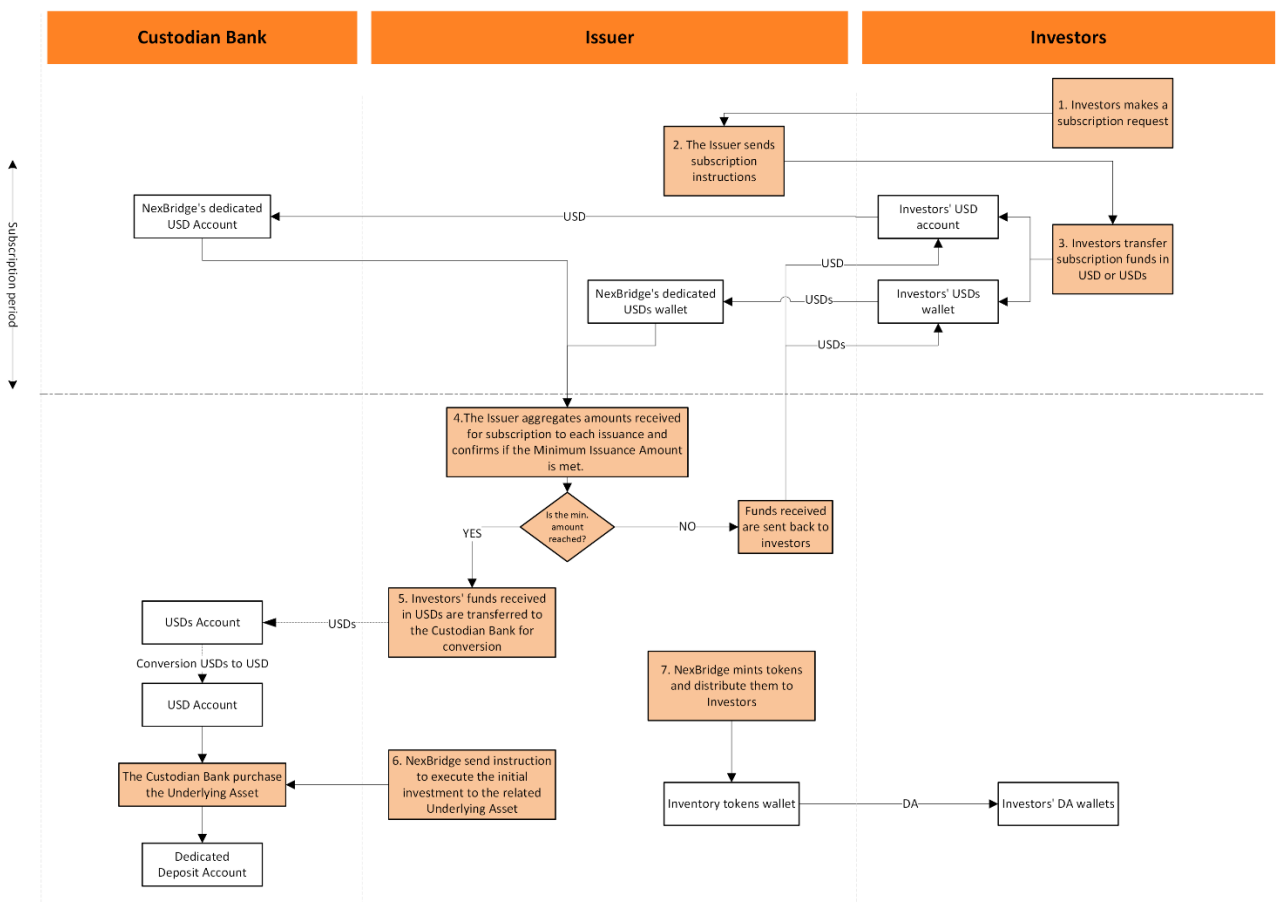 Custodian Bank
Issuer
Investors
1. Investors makes a
subscription request
2. The Issuer sends
subscription
instructions
Subscription period
NexBridge's dedicated
USD Account
USD
Investors' USD
account
3. Investors transfer
subscription funds in
USD or USDs
USD
NexBridge's dedicated
USDs wallet
USDs
Investors' USDs
wallet
USDs
4.The Issuer aggregates amounts received
for subscription to each issuance and
confirms if the Minimum Issuance Amount
is met.
Is the min.
amount
reached?
YES
NO
Funds received
are sent back to
investors
5. Investors' funds received
in USDs are transferred to
the Custodian Bank for
conversion
USDs
USDs Account
Conversion USDs to USD
USD Account
7. NexBridge mints tokens
and distribute them to
Investors
The Custodian Bank purchase
the Underlying Asset
6. NexBridge send instruction
to execute the initial
investment to the related
Underlying Asset
Inventory tokens wallet
DA
Investors' DA wallets
Dedicated
Deposit Account